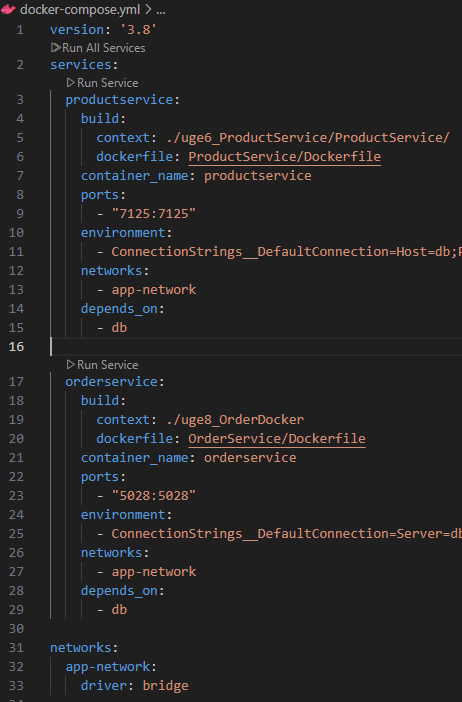 docker-compose.yml > ...
1 version: '3.8'
Run All Services
2 services:
Run Service
3 productservice:
4 build:
5 context: ./uge6_ProductService/ProductService/
6 dockerfile: ProductService/Dockerfile
7 container_name: productservice
8 ports:
9 - "7125:7125"
10 environment:
11 - ConnectionStrings__DefaultConnection=Host=db;
12 networks:
13 - app-network
14 depends_on:
15 - db
16
Run Service
17 orderservice:
18 build:
19 context: ./uge8_OrderDocker
20 dockerfile: OrderService/Dockerfile
21 container_name: orderservice
22 ports:
23 - "5028:5028"
24 environment:
25 - ConnectionStrings__DefaultConnection=Server=db
26 networks:
27 - app-network
28 depends_on:
29 - db
30
31 networks:
32 app-network:
33 driver: bridge